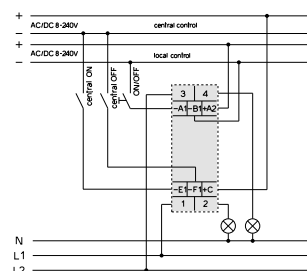 +
AC/DC 8-240V central control
−
+
AC/DC 8-240V local control
−
central ON
central OFF
ON/OFF
3 4
-A1-B1+A2
-E1-F1+C
1 2
N
L1
L2